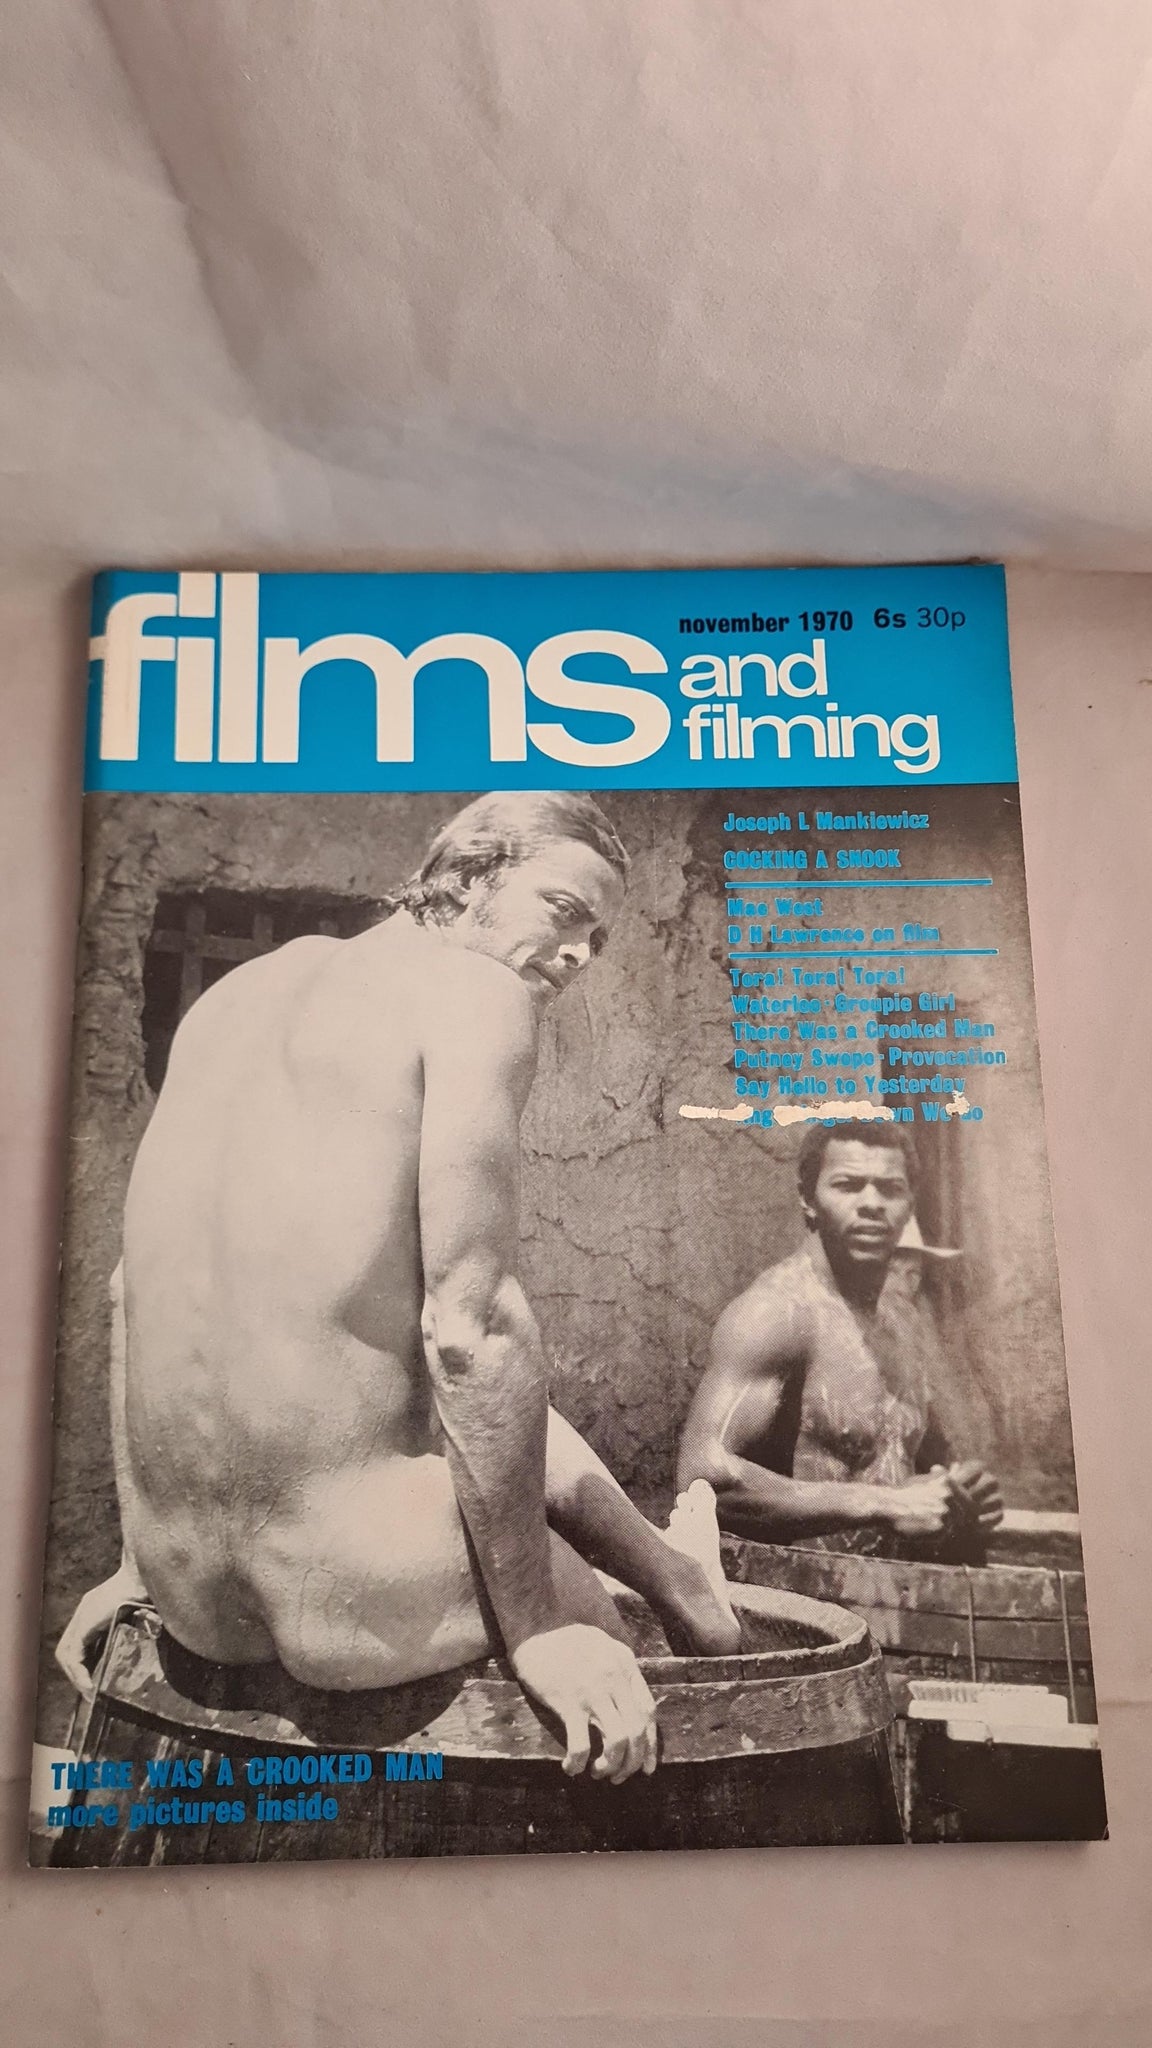 november 1970 6s 30p
films and filming
Joseph L Mankiewicz
COCKING A SNOOK
Mae West
D H Lawrence on film
Tora! Tora! Tora!
Waterloo · Groupie Girl
There Was a Crooked Man
Putney Swope · Provocation
Say Hello to Yesterday
THERE WAS A CROOKED MAN
more pictures inside